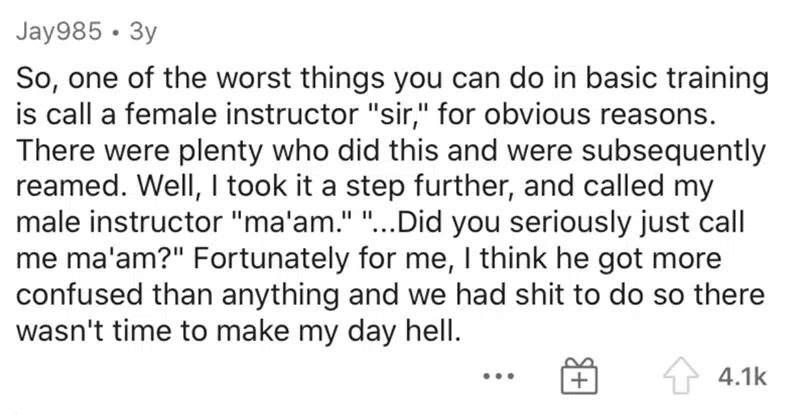 Jay985 • 3y
So, one of the worst things you can do in basic training
is call a female instructor "sir," for obvious reasons.
There were plenty who did this and were subsequently
reamed. Well, I took it a step further, and called my
male instructor "ma'am." "...Did you seriously just call
me ma'am?" Fortunately for me, I think he got more
confused than anything and we had shit to do so there
wasn't time to make my day hell.
4.1k